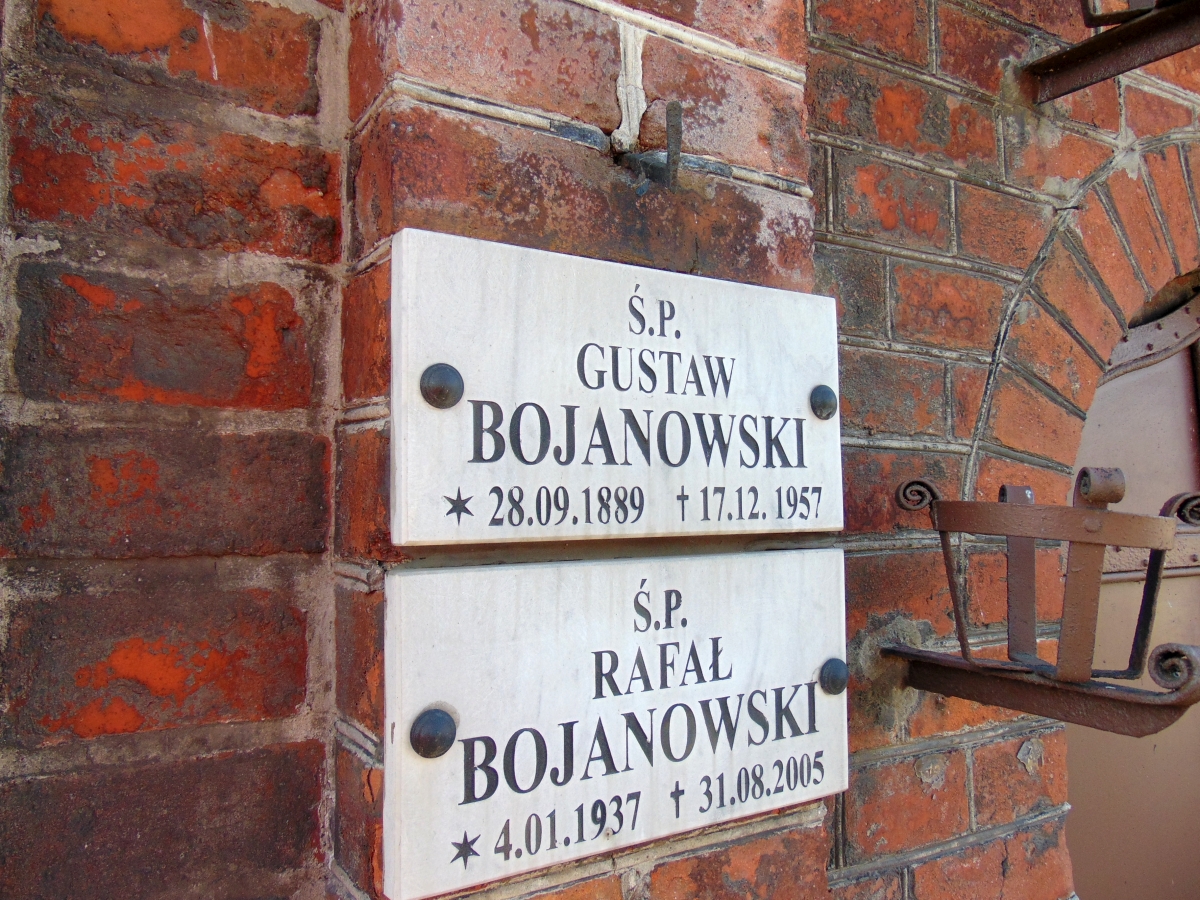 Ś.P.
GUSTAW
BOJANOWSKI
✶ 28.09.1889 † 17.12.1957
Ś.P.
RAFAŁ
BOJANOWSKI
✶ 4.01.1937 † 31.08.2005